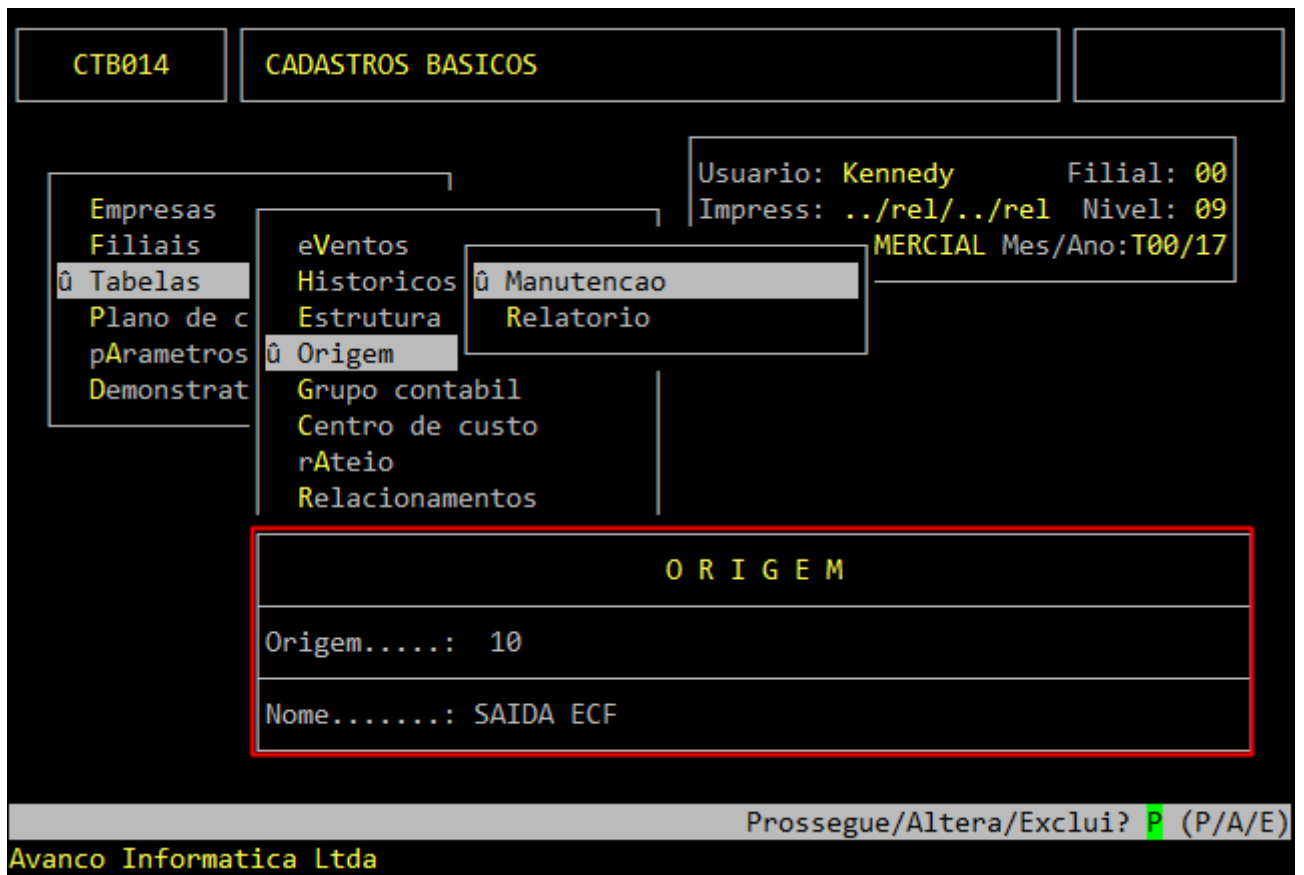 CTB014 CADASTROS BASICOS
Usuario: Kennedy Filial: 00
Impress: ../rel/../rel Nivel: 09
MERCIAL Mes/Ano:T00/17
Empresas
Filiais
û Tabelas
Plano de c
pArametros
Demonstrat
eVentos
Historicos
Estrutura
û Origem
Grupo contabil
Centro de custo
rAteio
Relacionamentos
û Manutencao
Relatorio
O R I G E M
Origem.....: 10
Nome.......: SAIDA ECF
Prossegue/Altera/Exclui? P (P/A/E)
Avanco Informatica Ltda